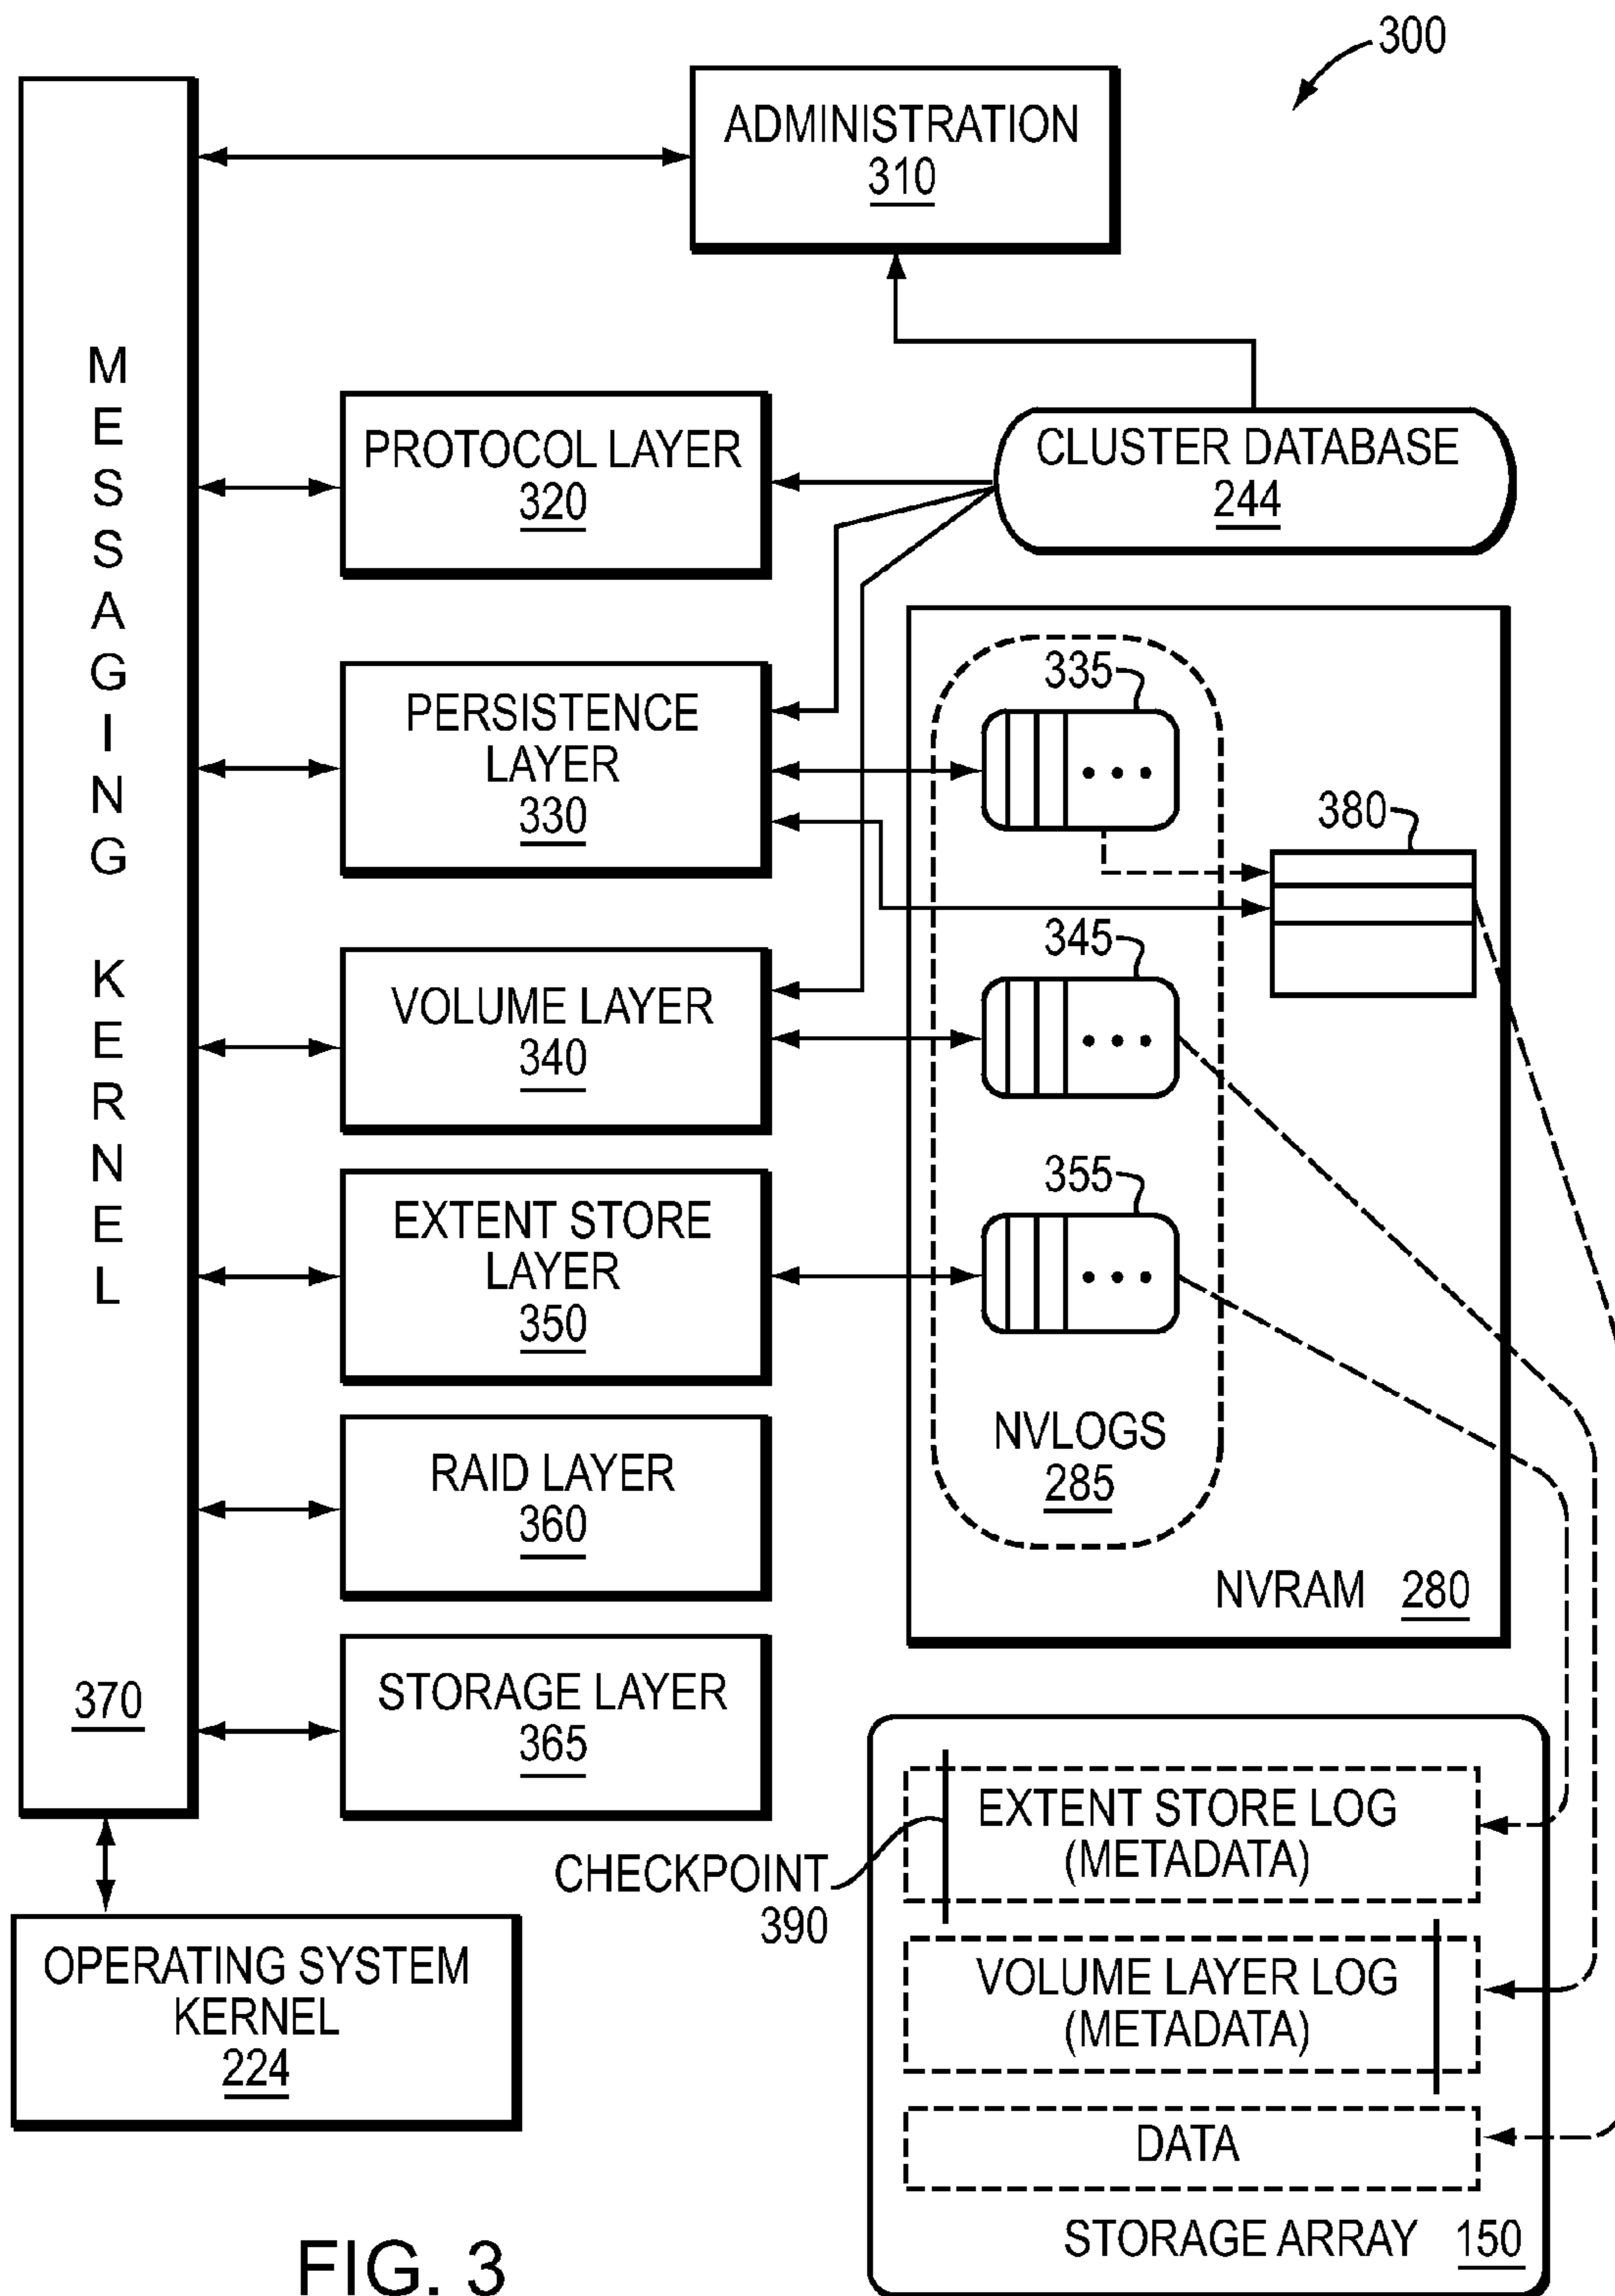 300
ADMINISTRATION
310
MESSAGING KERNEL
370
PROTOCOL LAYER
320
CLUSTER DATABASE
244
PERSISTENCE
LAYER
330
335
380
VOLUME LAYER
340
345
EXTENT STORE
LAYER
350
355
NVLOGS
285
RAID LAYER
360
NVRAM 280
STORAGE LAYER
365
EXTENT STORE LOG
(METADATA)
CHECKPOINT
390
VOLUME LAYER LOG
(METADATA)
DATA
STORAGE ARRAY 150
OPERATING SYSTEM
KERNEL
224
FIG. 3